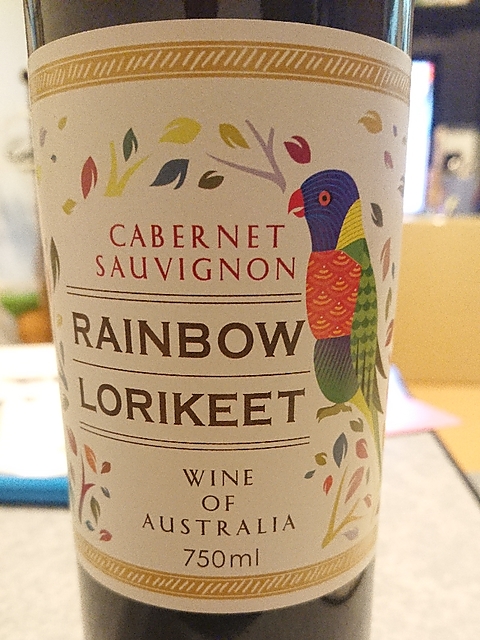 CABERNET
SAUVIGNON
RAINBOW
LORIKEET
WINE
OF
AUSTRALIA
750ml